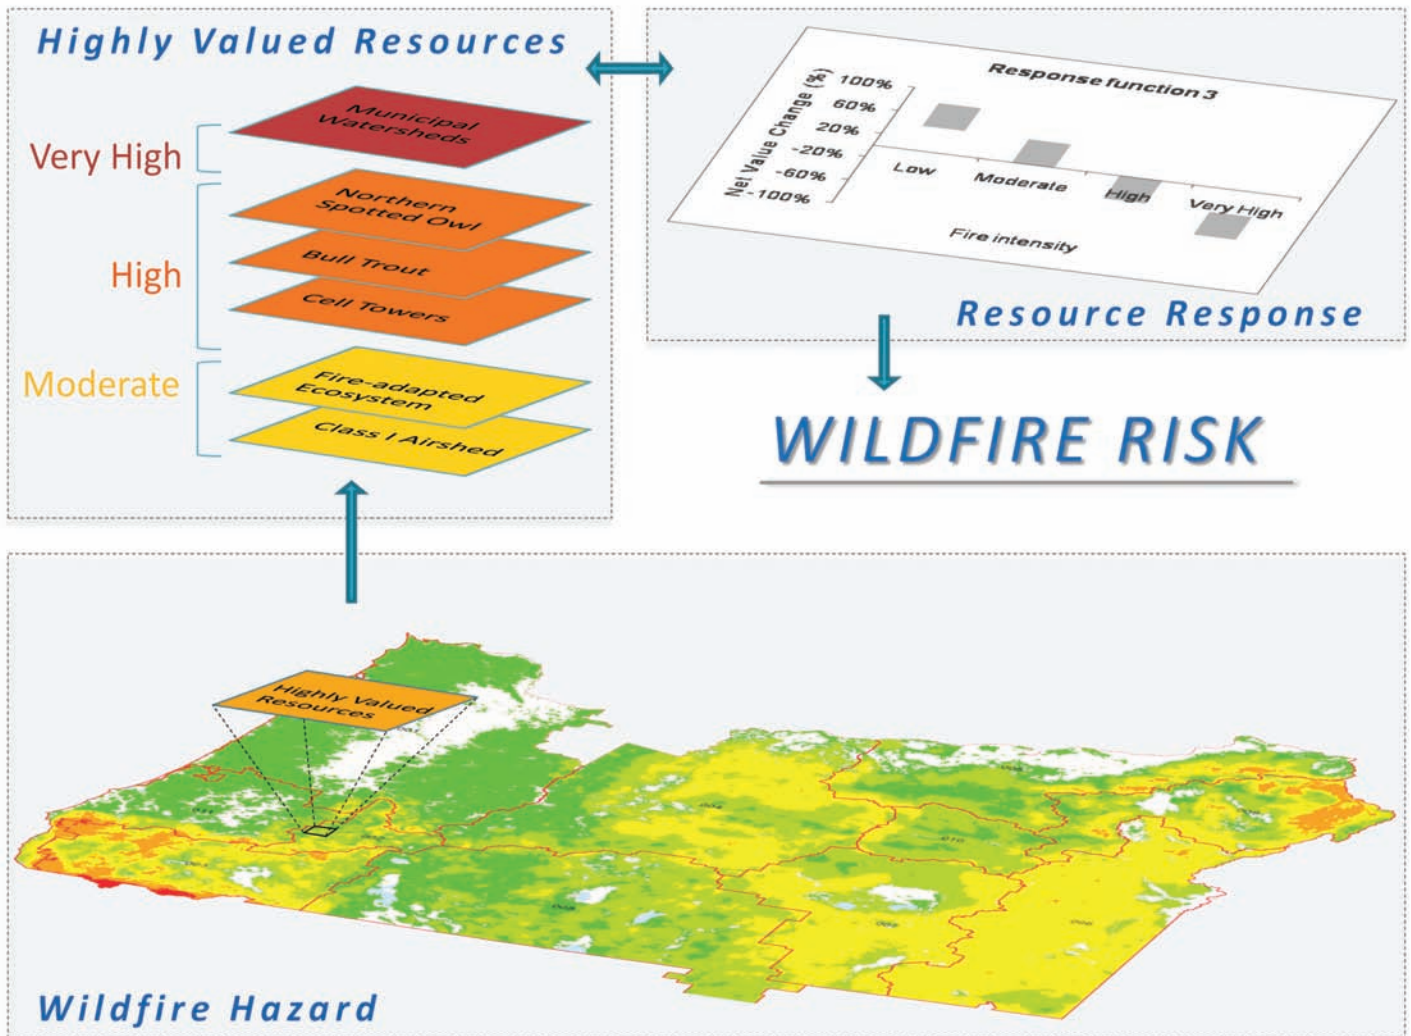 Highly Valued Resources
Very High
High
Moderate
Municipal
Watersheds
Northern
Spotted Owl
Bull Trout
Cell Towers
Fire-adapted
Ecosystem
Class I Airshed
Response function 3
Net Value Change (%)
100%
60%
20%
-20%
-60%
-100%
Low
Moderate
High
Very High
Fire intensity
Resource Response
WILDFIRE RISK
Highly Valued
Resources
Wildfire Hazard